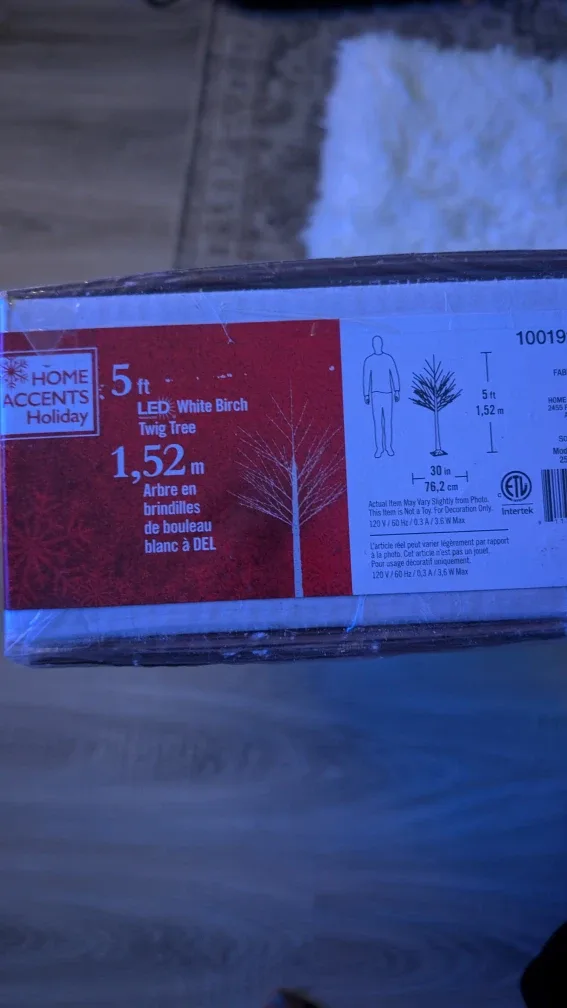 HOME
ACCENTS
Holiday
5 ft
LED White Birch
Twig Tree
1,52 m
Arbre en
brindilles
de bouleau
blanc à DEL
5 ft
1,52 m
30 in
76,2 cm
Actual Item May Vary Slightly from Photo.
This Item is Not a Toy. For Decoration Only.
120 V / 60 Hz / 0.3 A / 3.6 W Max
L'article réel peut varier légèrement par rapport
à la photo. Cet article n'est pas un jouet.
Pour usage décoratif uniquement.
120 V / 60 Hz / 0,3 A / 3,6 W Max
C ETL
Intertek
10019
FAB
HOME
2455